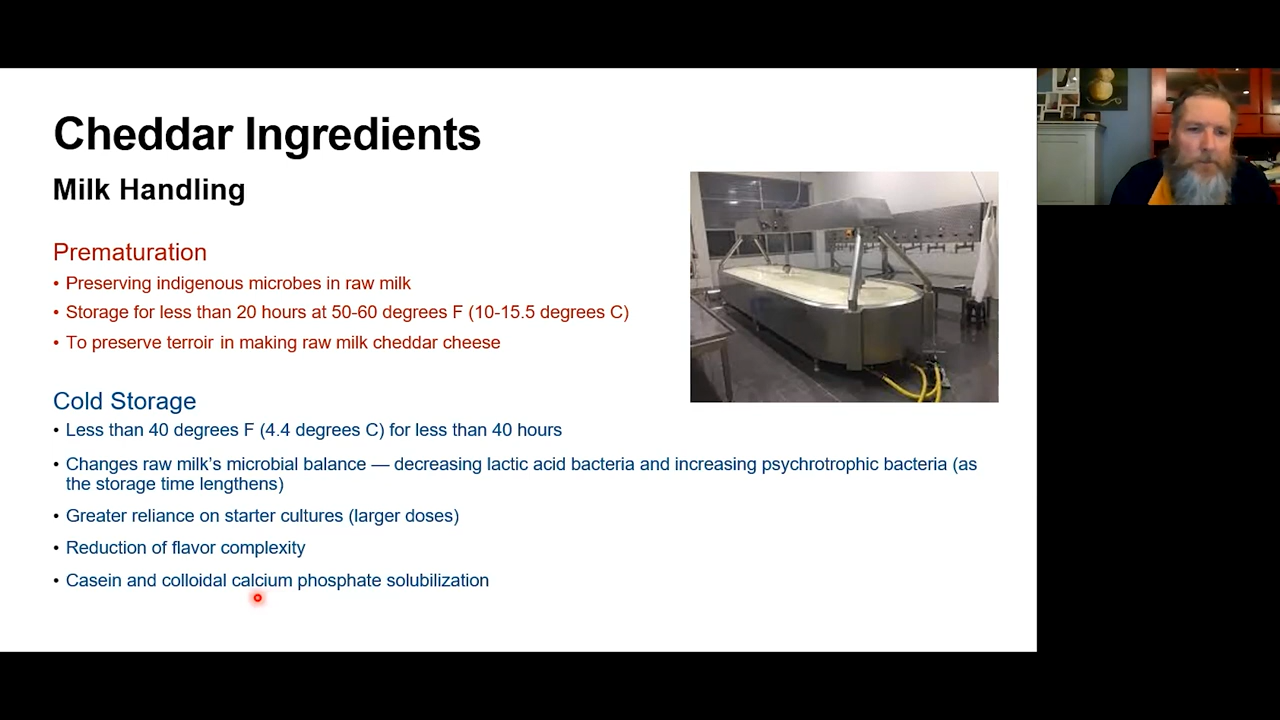 Cheddar Ingredients
Milk Handling
Prematuration
• Preserving indigenous microbes in raw milk
• Storage for less than 20 hours at 50-60 degrees F (10-15.5 degrees C)
• To preserve terroir in making raw milk cheddar cheese
Cold Storage
• Less than 40 degrees F (4.4 degrees C) for less than 40 hours
• Changes raw milk’s microbial balance — decreasing lactic acid bacteria and increasing psychrotrophic bacteria (as
the storage time lengthens)
• Greater reliance on starter cultures (larger doses)
• Reduction of flavor complexity
• Casein and colloidal calcium phosphate solubilization